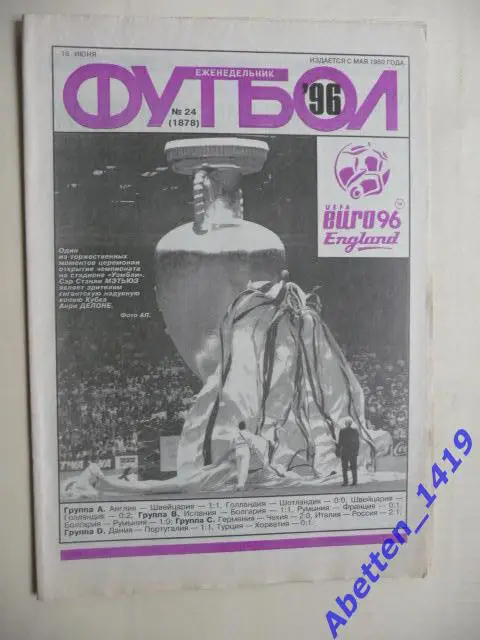 16 ИЮНЯ
ИЗДАЕТСЯ С МАЯ 1960 ГОДА.
ЕЖЕНЕДЕЛЬНИК
ФУТБОЛ
'96
№ 24
(1878)
UEFA
euro96
England
Один
из торжественных
моментов церемонии
открытия чемпионата
на стадионе «Уэмбли».
Сэр Стэнли МЭТЬЮЗ
являет зрителям
гигантскую надувную
копию Кубка
Анри ДЕЛОНЕ.
Фото АП.
Группа A. Англия — Швейцария — 1:1, Голландия — Шотландия — 0:0, Швейцария —
Голландия — 0:2; Группа B. Испания — Болгария — 1:1, Румыния — Франция — 0:1,
Болгария — Румыния — 1:0; Группа C. Германия — Чехия — 2:0, Италия — Россия — 2:1;
Группа D. Дания — Португалия — 1:1, Турция — Хорватия — 0:1.
Abetten_1419